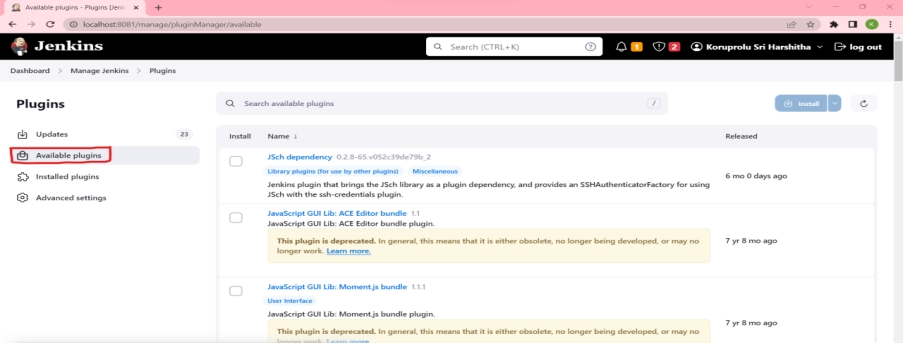 Available plugins - Plugins [Jenk
localhost:8081/manage/pluginManager/available
K
Jenkins
Search (CTRL+K)
1
2
Koruprolu Sri Harshitha
log out
Dashboard > Manage Jenkins > Plugins
Plugins
Search available plugins
/
Install
Updates
23
Available plugins
Installed plugins
Advanced settings
Install Name ↓ Released
JSch dependency 0.2.8-65.v052c39de79b_2
Library plugins (for use by other plugins) Miscellaneous
Jenkins plugin that brings the JSch library as a plugin dependency, and provides an SSHAuthenticatorFactory for using
JSch with the ssh-credentials plugin.
6 mo 0 days ago
JavaScript GUI Lib: ACE Editor bundle 1.1
JavaScript GUI Lib: ACE Editor bundle plugin.
This plugin is deprecated. In general, this means that it is either obsolete, no longer being developed, or may no
longer work. Learn more.
7 yr 8 mo ago
JavaScript GUI Lib: Moment.js bundle 1.1.1
User Interface
JavaScript GUI Lib: Moment.js bundle plugin.
This plugin is deprecated. In general, this means that it is either obsolete, no longer being developed, or may no
longer work. Learn more.
7 yr 8 mo ago